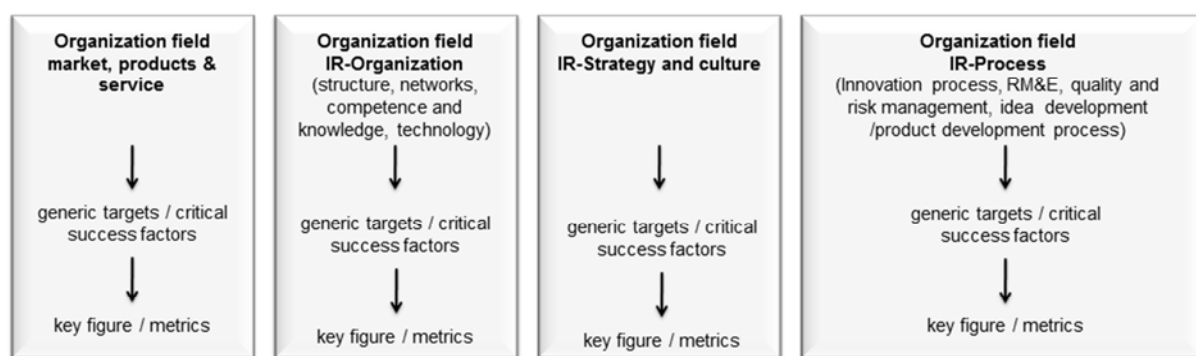 Organization field
market, products &
service
generic targets / critical
success factors
key figure / metrics
Organization field
IR-Organization
(structure, networks,
competence and
knowledge, technology)
generic targets / critical
success factors
key figure / metrics
Organization field
IR-Strategy and culture
generic targets / critical
success factors
key figure / metrics
Organization field
IR-Process
(Innovation process, RM&E, quality and
risk management, idea development
/product development process)
generic targets / critical
success factors
key figure / metrics